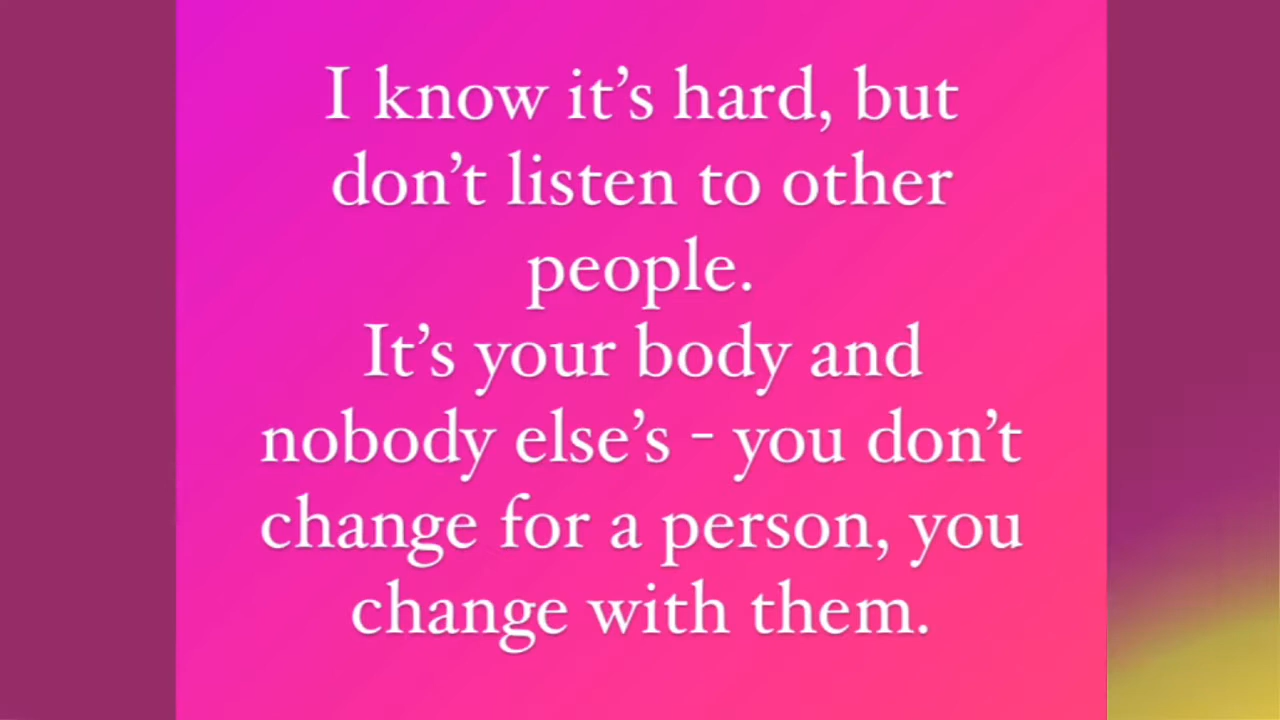 I know it’s hard, but
don’t listen to other
people.
It’s your body and
nobody else’s - you don’t
change for a person, you
change with them.